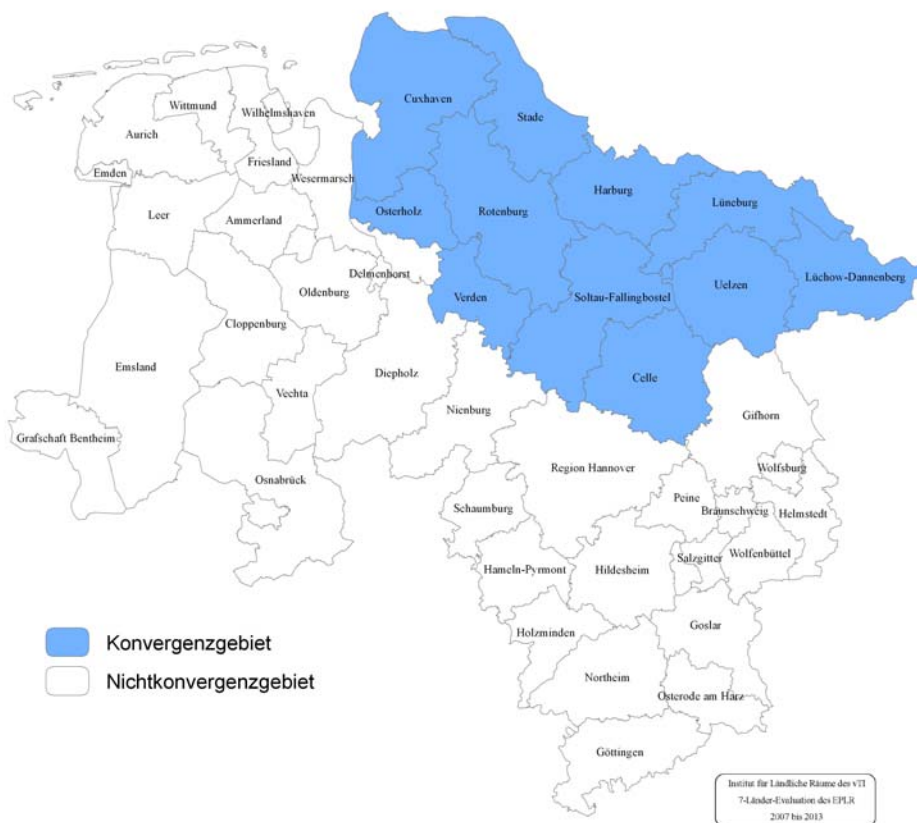 Cuxhaven
Stade
Wittmund
Wilhelmshaven
Aurich
Friesland
Emden
Wesermarsch
Harburg
Lüneburg
Osterholz
Rotenburg
Leer
Ammerland
Delmenhorst
Lüchow-Dannenberg
Uelzen
Oldenburg
Verden
Soltau-Fallingbostel
Cloppenburg
Emsland
Diepholz
Celle
Vechta
Nienburg
Gifhorn
Grafschaft Bentheim
Region Hannover
Wolfsburg
Osnabrück
Peine
Schaumburg
Braunschweig
Helmstedt
Salzgitter
Wolfenbüttel
Hameln-Pyrmont
Hildesheim
Goslar
Holzminden
Northeim
Osterode am Harz
Göttingen
Konvergenzgebiet
Nichtkonvergenzgebiet
Institut für Ländliche Räume des vTI
7-Länder-Evaluation des EPLR
2007 bis 2013